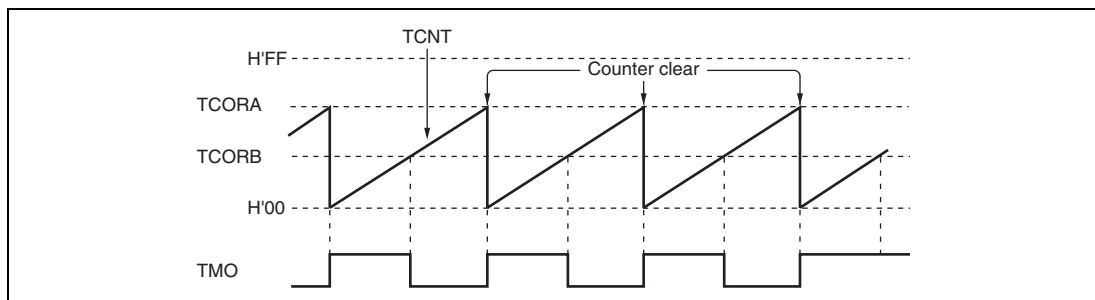 TCNT
H'FF
Counter clear
TCORA
TCORB
H'00
TMO